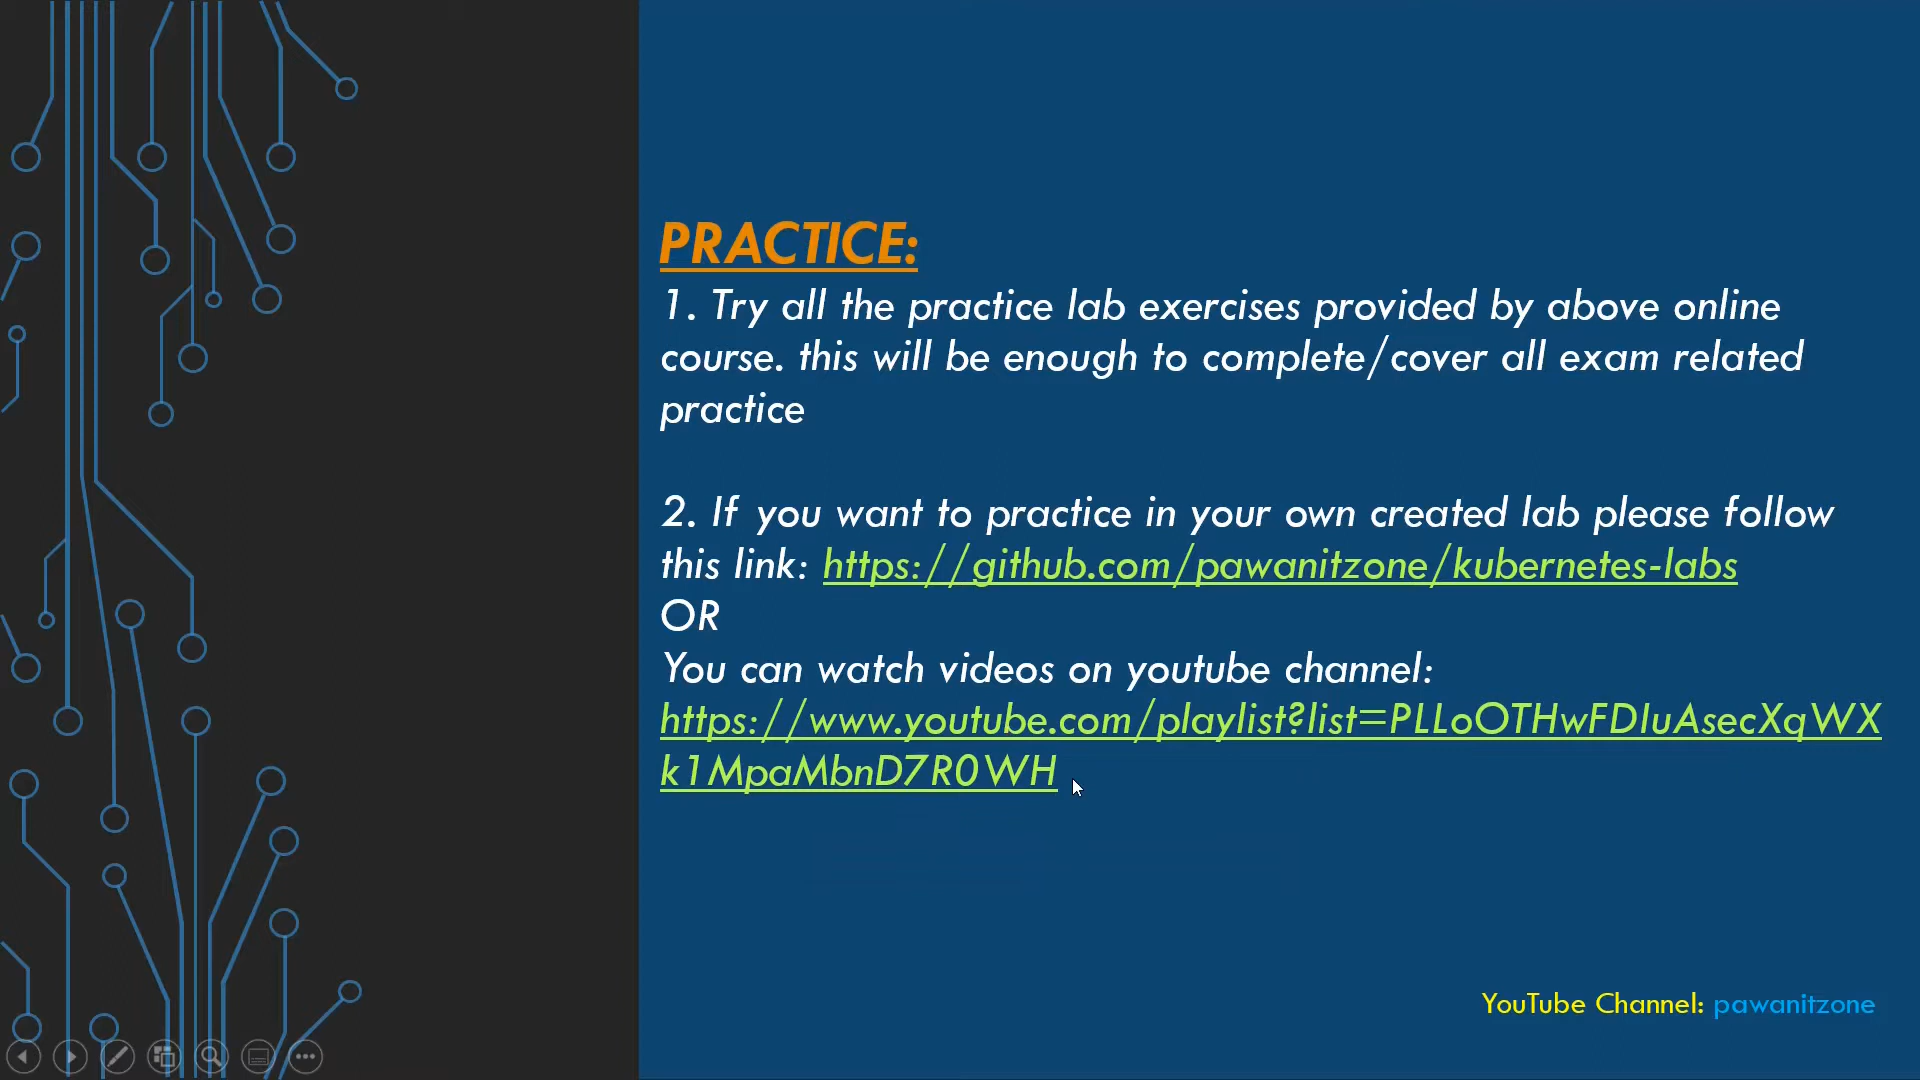 PRACTICE:
1. Try all the practice lab exercises provided by above online
course. this will be enough to complete/cover all exam related
practice
2. If you want to practice in your own created lab please follow
this link: https://github.com/pawanitzone/kubernetes-labs
OR
You can watch videos on youtube channel:
https://www.youtube.com/playlist?list=PLLoOTHwFDIuAsecXqWX
k1MpaMbnD7R0WH
YouTube Channel: pawanitzone